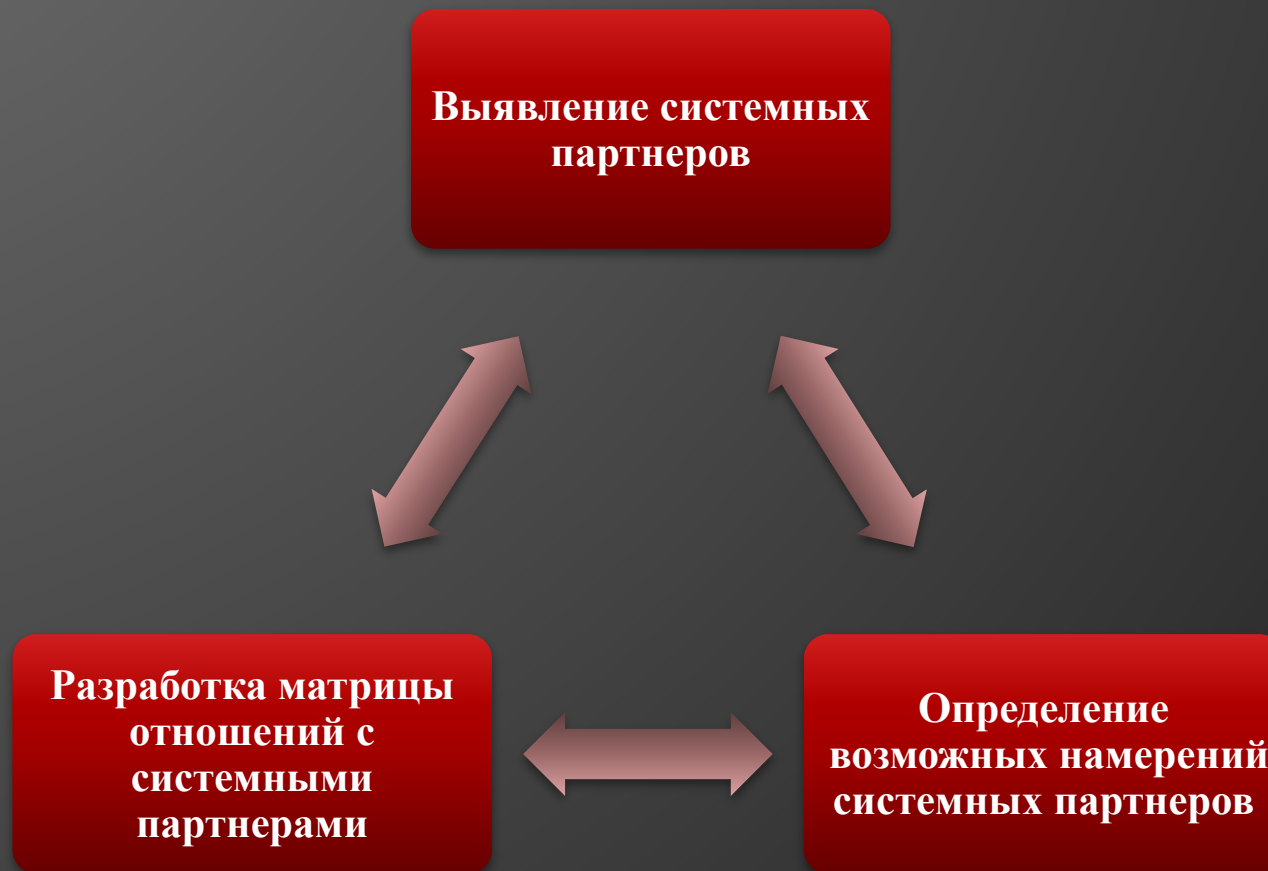 Выявление системных
партнеров
Разработка матрицы
отношений с
системными
партнерами
Определение
возможных намерений
системных партнеров